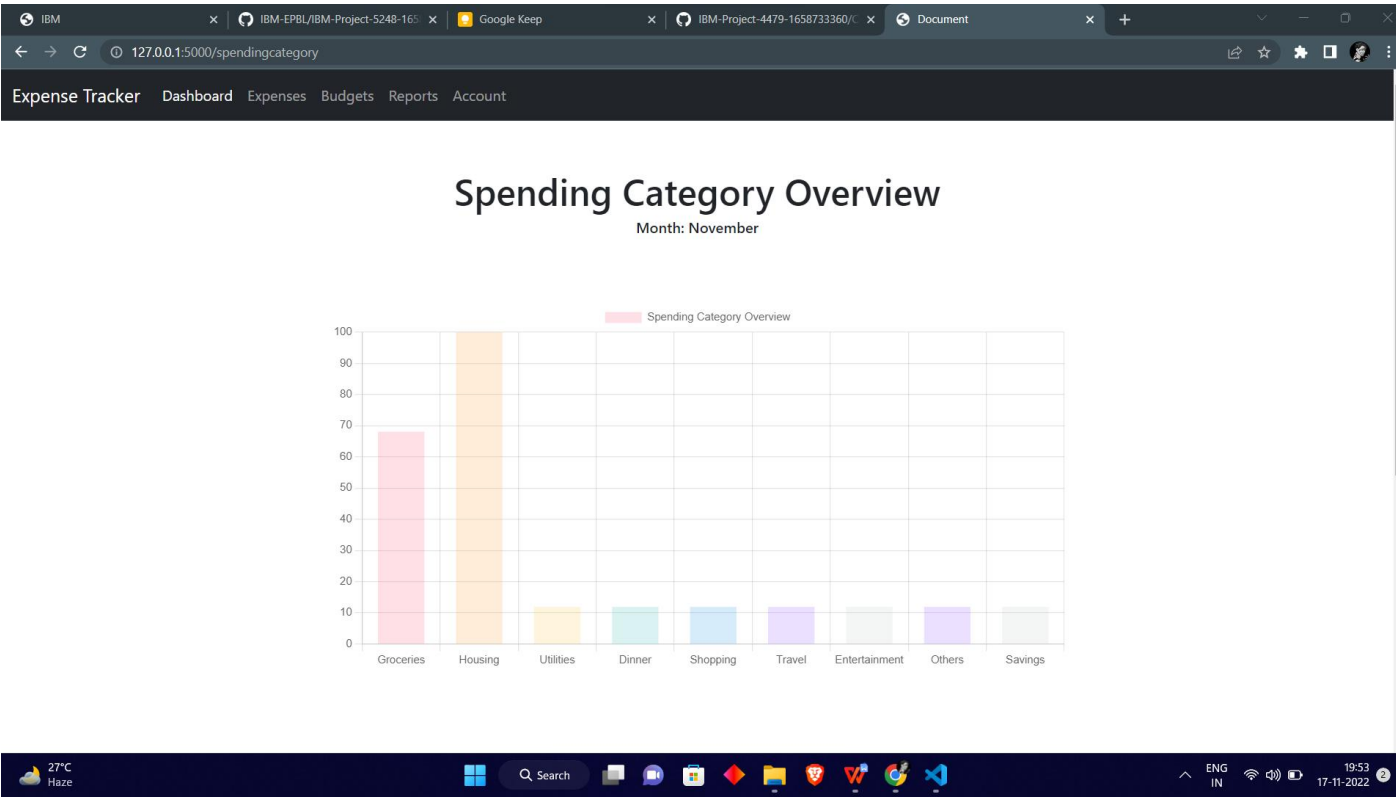 IBM
IBM-EPBL/IBM-Project-5248-165
Google Keep
IBM-Project-4479-1658733360/
Document
127.0.0.1:5000/spendingcategory
Expense Tracker Dashboard Expenses Budgets Reports Account
Spending Category Overview
Month: November
Spending Category Overview
100
90
80
70
60
50
40
30
20
10
0
Groceries Housing Utilities Dinner Shopping Travel Entertainment Others Savings
27°C
Haze
Search
ENG
IN
19:53
17-11-2022
2